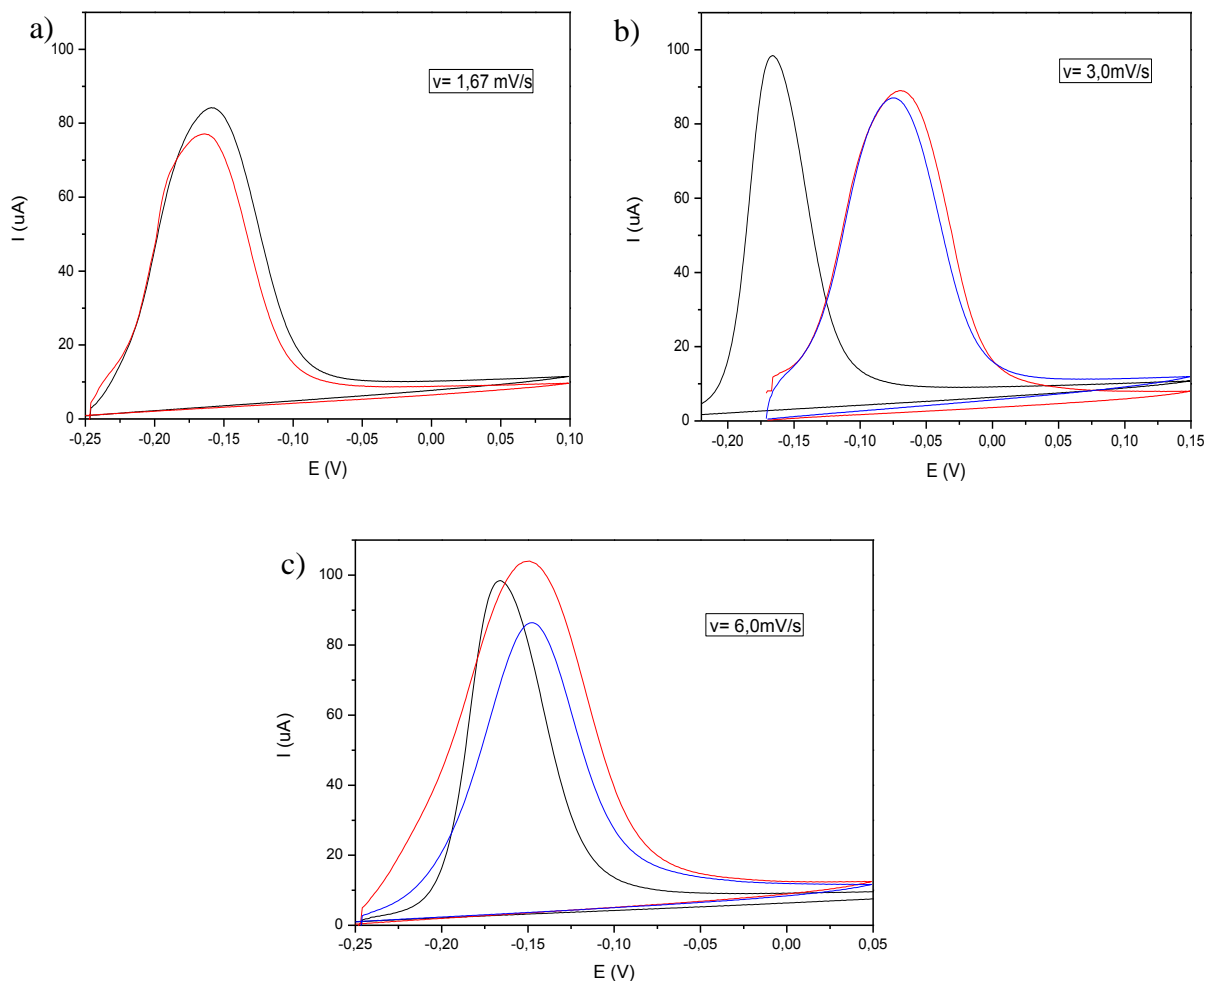 a)
v= 1,67 mV/s
I (uA)
100
80
60
40
20
0
-0,25 -0,20 -0,15 -0,10 -0,05 0,00 0,05 0,10
E (V)
b)
v= 3,0mV/s
I (uA)
100
80
60
40
20
0
-0,20 -0,15 -0,10 -0,05 0,00 0,05 0,10 0,15
E (V)
c)
v= 6,0mV/s
I (uA)
100
80
60
40
20
0
-0,25 -0,20 -0,15 -0,10 -0,05 0,00 0,05
E (V)